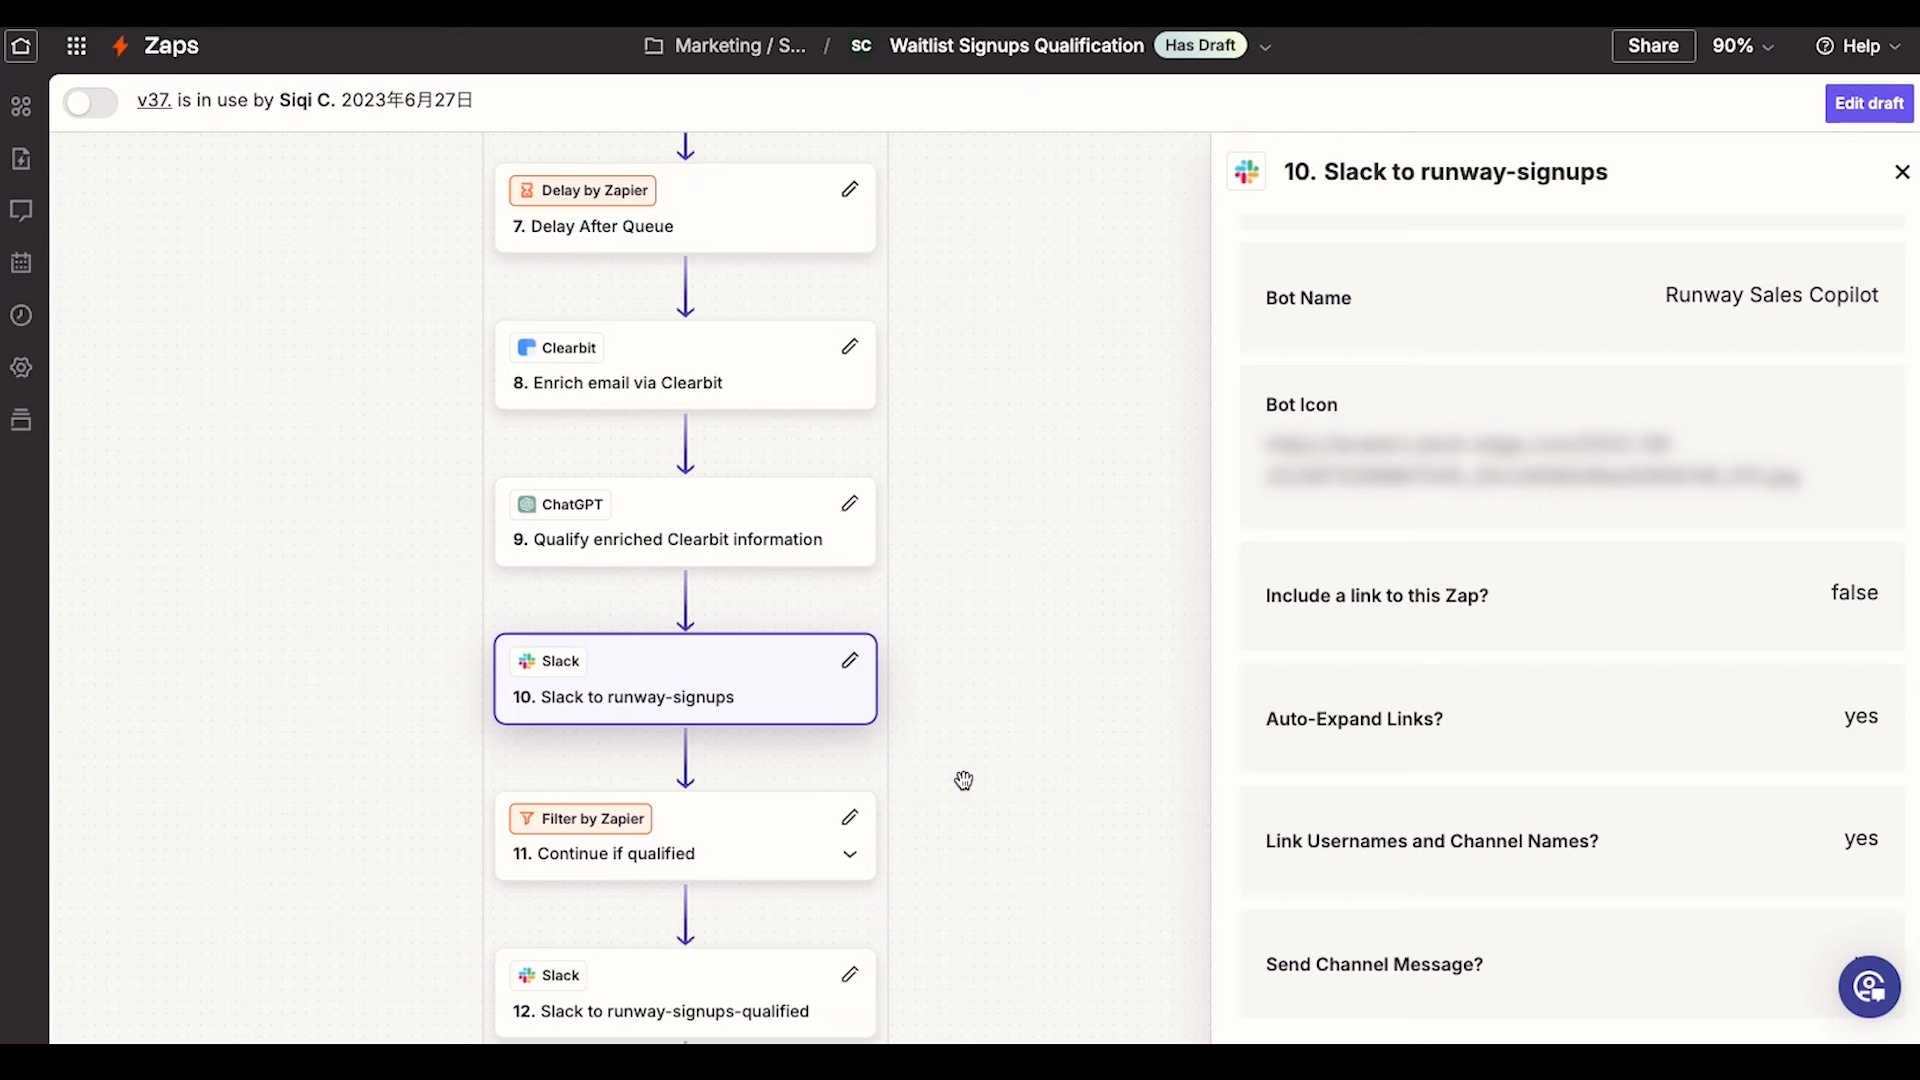 Zaps
Marketing / S... / SC Waitlist Signups Qualification Has Draft
Share 90% Help
v37. is in use by Siqi C. 2023年6月27日
Edit draft
Delay by Zapier
7. Delay After Queue
Clearbit
8. Enrich email via Clearbit
ChatGPT
9. Qualify enriched Clearbit information
Slack
10. Slack to runway-signups
Filter by Zapier
11. Continue if qualified
Slack
12. Slack to runway-signups-qualified
10. Slack to runway-signups
Bot Name Runway Sales Copilot
Bot Icon
Include a link to this Zap? false
Auto-Expand Links? yes
Link Usernames and Channel Names? yes
Send Channel Message?